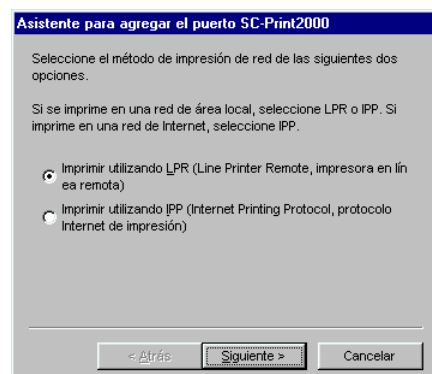 Asistente para agregar el puerto SC-Print2000
Seleccione el método de impresión de red de las siguientes dos
opciones.
Si se imprime en una red de área local, seleccione LPR o IPP. Si
imprime en una red de Internet, seleccione IPP.
Imprimir utilizando LPR (Line Printer Remote, impresora en lín
ea remota)
Imprimir utilizando IPP (Internet Printing Protocol, protocolo
Internet de impresión)
< Atrás
Siguiente >
Cancelar